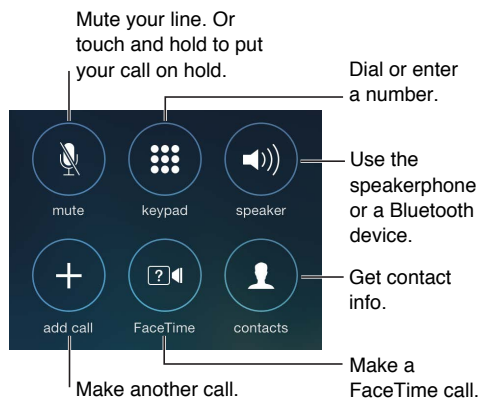 Mute your line. Or
touch and hold to put
your call on hold.
Dial or enter
a number.
mute
keypad
speaker
Use the
speakerphone
or a Bluetooth
device.
?
add call
FaceTime
contacts
Get contact
info.
Make another call.
Make a
FaceTime call.